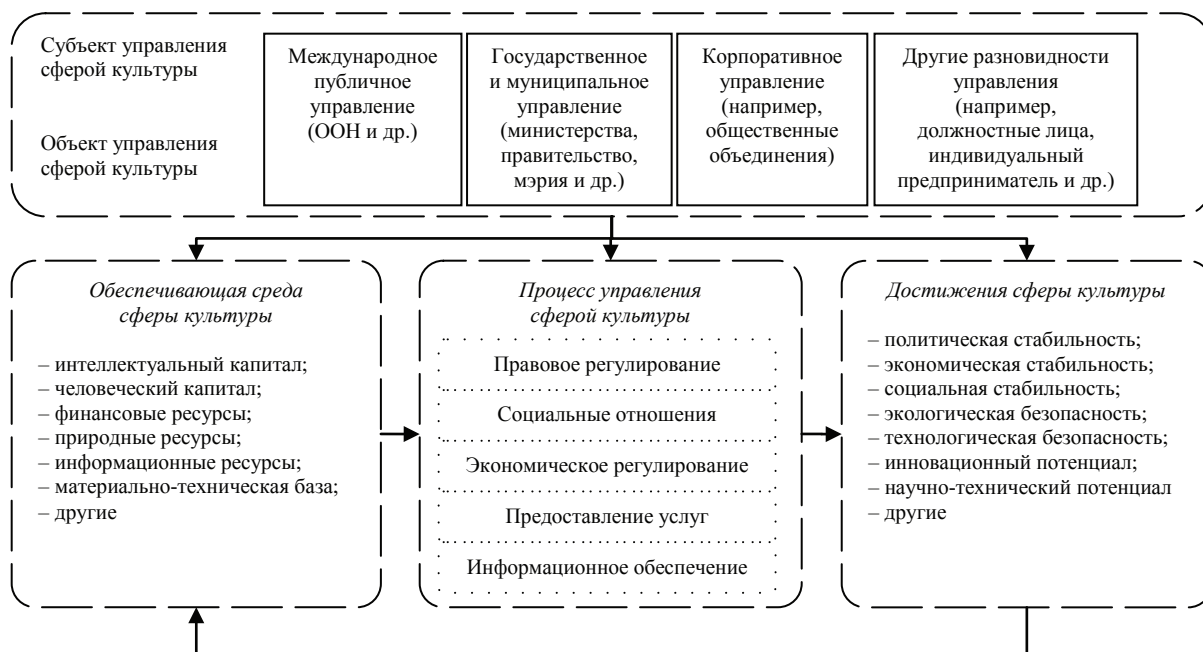 Субъект управления
сферой культуры
Объект управления
сферой культуры
Международное
публичное
управление
(ООН и др.)
Государственное
и муниципальное
управление
(министерства,
правительство,
мэрия и др.)
Корпоративное
управление
(например,
общественные
объединения)
Другие разновидности
управления
(например,
должностные лица,
индивидуальный
предприниматель и др.)
Обеспечивающая среда
сферы культуры
– интеллектуальный капитал;
– человеческий капитал;
– финансовые ресурсы;
– природные ресурсы;
– информационные ресурсы;
– материально-техническая база;
– другие
Процесс управления
сферой культуры
Правовое регулирование
Социальные отношения
Экономическое регулирование
Предоставление услуг
Информационное обеспечение
Достижения сферы культуры
– политическая стабильность;
– экономическая стабильность;
– социальная стабильность;
– экологическая безопасность;
– технологическая безопасность;
– инновационный потенциал;
– научно-технический потенциал
– другие